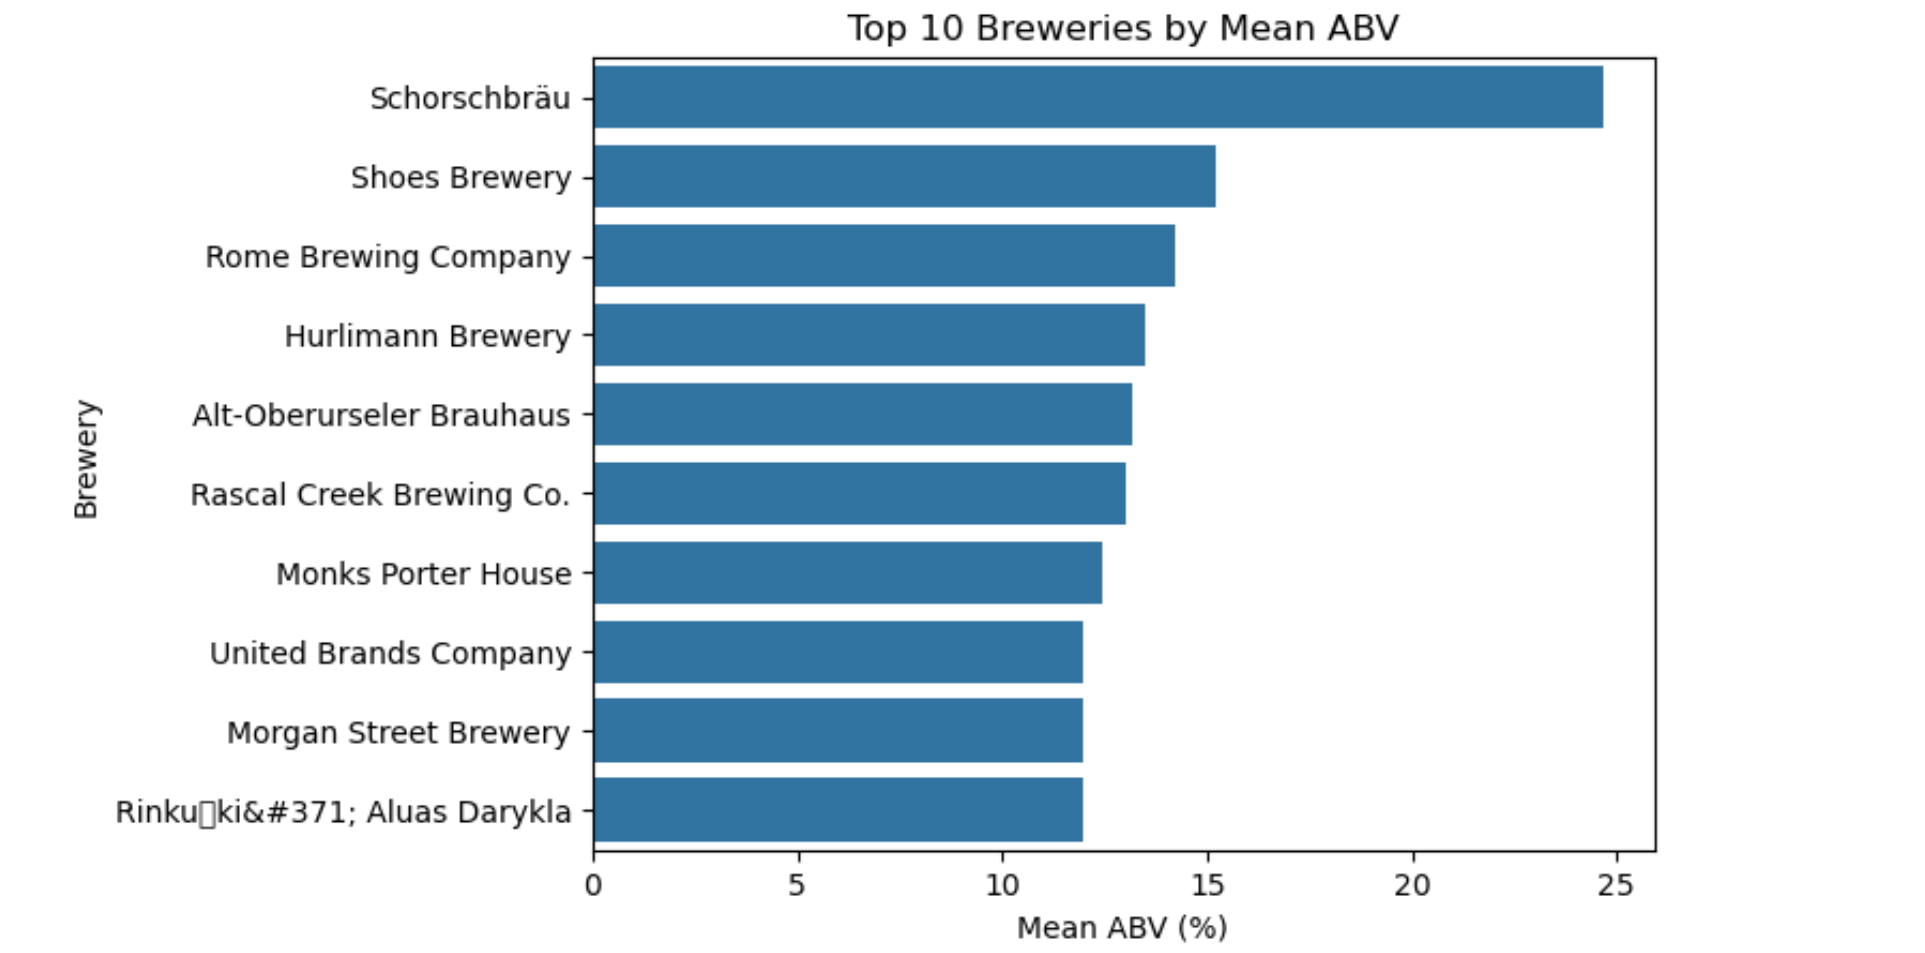 Top 10 Breweries by Mean ABV
Schorschbräu
Shoes Brewery
Rome Brewing Company
Hurlimann Brewery
Alt-Oberurseler Brauhaus
Rascal Creek Brewing Co.
Monks Porter House
United Brands Company
Morgan Street Brewery
Rinku▯ki&#371; Aluas Darykla
Brewery
0 5 10 15 20 25
Mean ABV (%)